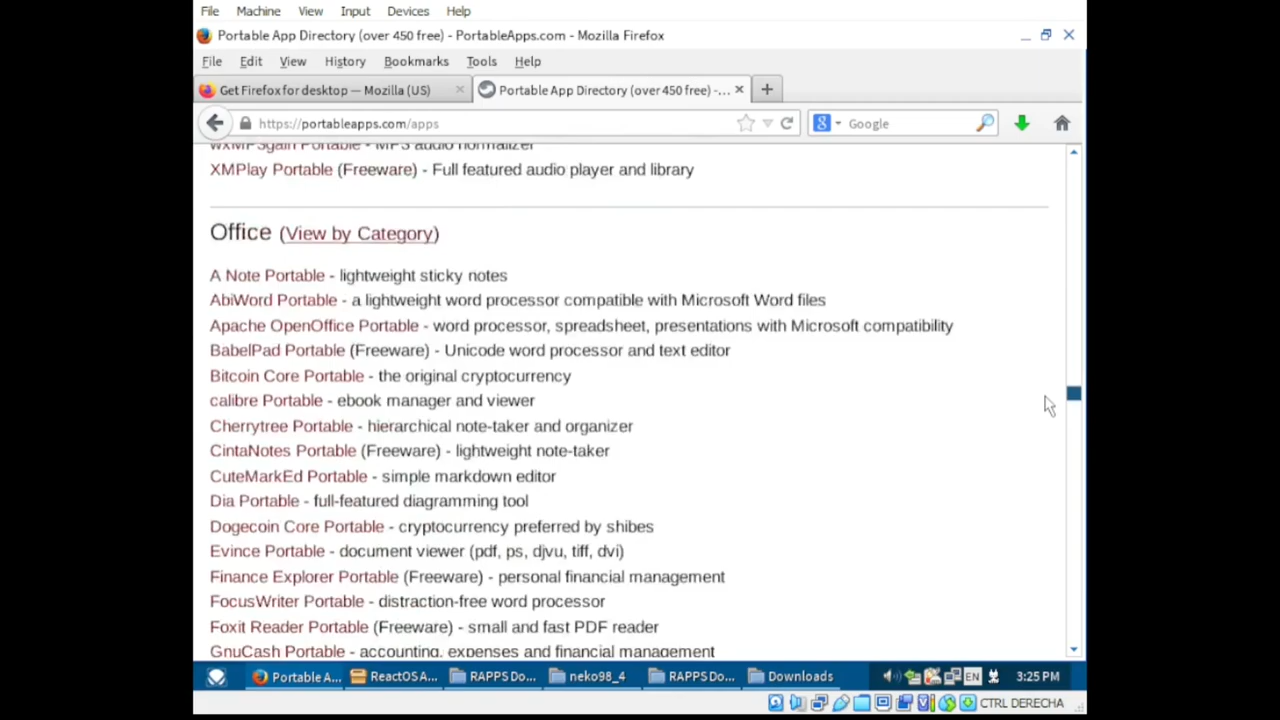 File Machine View Input Devices Help
Portable App Directory (over 450 free) - PortableApps.com - Mozilla Firefox
File Edit View History Bookmarks Tools Help
Get Firefox for desktop — Mozilla (US) Portable App Directory (over 450 free) -...
https://portableapps.com/apps Google
wxMP3gain Portable - MP3 audio normalizer
XMPlay Portable (Freeware) - Full featured audio player and library
Office (View by Category)
A Note Portable - lightweight sticky notes
AbiWord Portable - a lightweight word processor compatible with Microsoft Word files
Apache OpenOffice Portable - word processor, spreadsheet, presentations with Microsoft compatibility
BabelPad Portable (Freeware) - Unicode word processor and text editor
Bitcoin Core Portable - the original cryptocurrency
calibre Portable - ebook manager and viewer
Cherrytree Portable - hierarchical note-taker and organizer
CintaNotes Portable (Freeware) - lightweight note-taker
CuteMarkEd Portable - simple markdown editor
Dia Portable - full-featured diagramming tool
Dogecoin Core Portable - cryptocurrency preferred by shibes
Evince Portable - document viewer (pdf, ps, djvu, tiff, dvi)
Finance Explorer Portable (Freeware) - personal financial management
FocusWriter Portable - distraction-free word processor
Foxit Reader Portable (Freeware) - small and fast PDF reader
GnuCash Portable - accounting, expenses and financial management
Portable A... ReactOS A... RAPPS Do... neko98_4 RAPPS Do... Downloads EN 3:25 PM
CTRL DERECHA